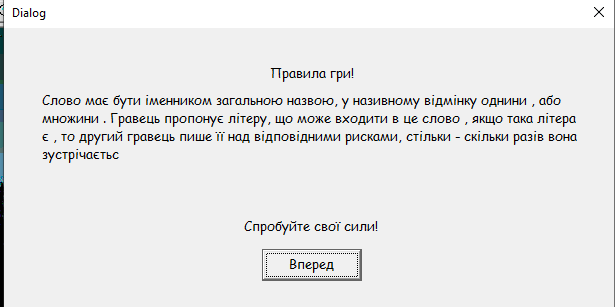 Dialog
Правила гри!
Слово має бути іменником загальною назвою, у називному відмінку однини , або
множини . Гравець пропонує літеру, що може входити в це слово , якщо така літера
є , то другий гравець пише її над відповідними рисками, стільки - скільки разів вона
зустрічаєтьс
Спробуйте свої сили!
Вперед